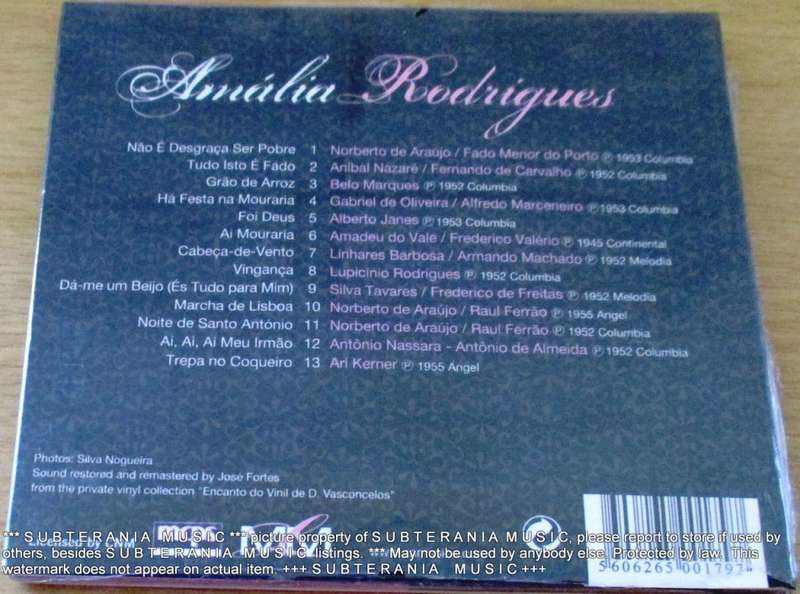 Amália Rodrigues
Não É Desgraça Ser Pobre 1 Norberto de Araújo / Fado Menor do Porto ℗ 1953 Columbia
Tudo Isto É Fado 2 Aníbal Nazaré / Fernando de Carvalho ℗ 1952 Columbia
Grão de Arroz 3 Belo Marques ℗ 1952 Columbia
Há Festa na Mouraria 4 Gabriel de Oliveira / Alfredo Marceneiro ℗ 1953 Columbia
Foi Deus 5 Alberto Janes ℗ 1953 Columbia
Ai Mouraria 6 Amadeu do Vale / Frederico Valério ℗ 1945 Continental
Cabeça-de-Vento 7 Linhares Barbosa / Armando Machado ℗ 1952 Melodia
Vingança 8 Lupicínio Rodrigues ℗ 1952 Columbia
Dá-me um Beijo (És Tudo para Mim) 9 Silva Tavares / Frederico de Freitas ℗ 1952 Melodia
Marcha de Lisboa 10 Norberto de Araújo / Raul Ferrão ℗ 1955 Angel
Noite de Santo António 11 Norberto de Araújo / Raul Ferrão ℗ 1952 Columbia
Ai, Ai, Ai Meu Irmão 12 Antônio Nassara - Antônio de Almeida ℗ 1952 Columbia
Trepa no Coqueiro 13 Ari Kerner ℗ 1955 Angel
Photos: Silva Nogueira
Sound restored and remastered by José Fortes
from the private vinyl collection "Encanto do Vinil de D. Vasconcelos"
Licensed by CNM
*** S U B T E R A N I A M U S I C *** picture property of S U B T E R A N I A M U S I C, please report to store if used by
others, besides S U B T E R A N I A M U S I C listings. *** May not be used by anybody else. Protected by law. This
watermark does not appear on actual item. +++ S U B T E R A N I A M U S I C +++
5 606265 001797